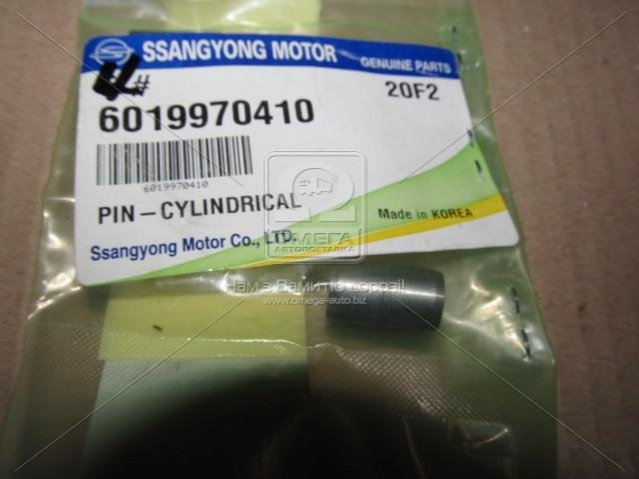 SSANGYONG MOTOR GENUINE PARTS
#
6019970410 20F2
6019970410
PIN-CYLINDRICAL
Made in KOREA
Ssangyong Motor Co., LTD.
2
ОМЕГА
АВТОПОСТАВКА
Нам з Вами по дорозі!
www.omega-auto.biz